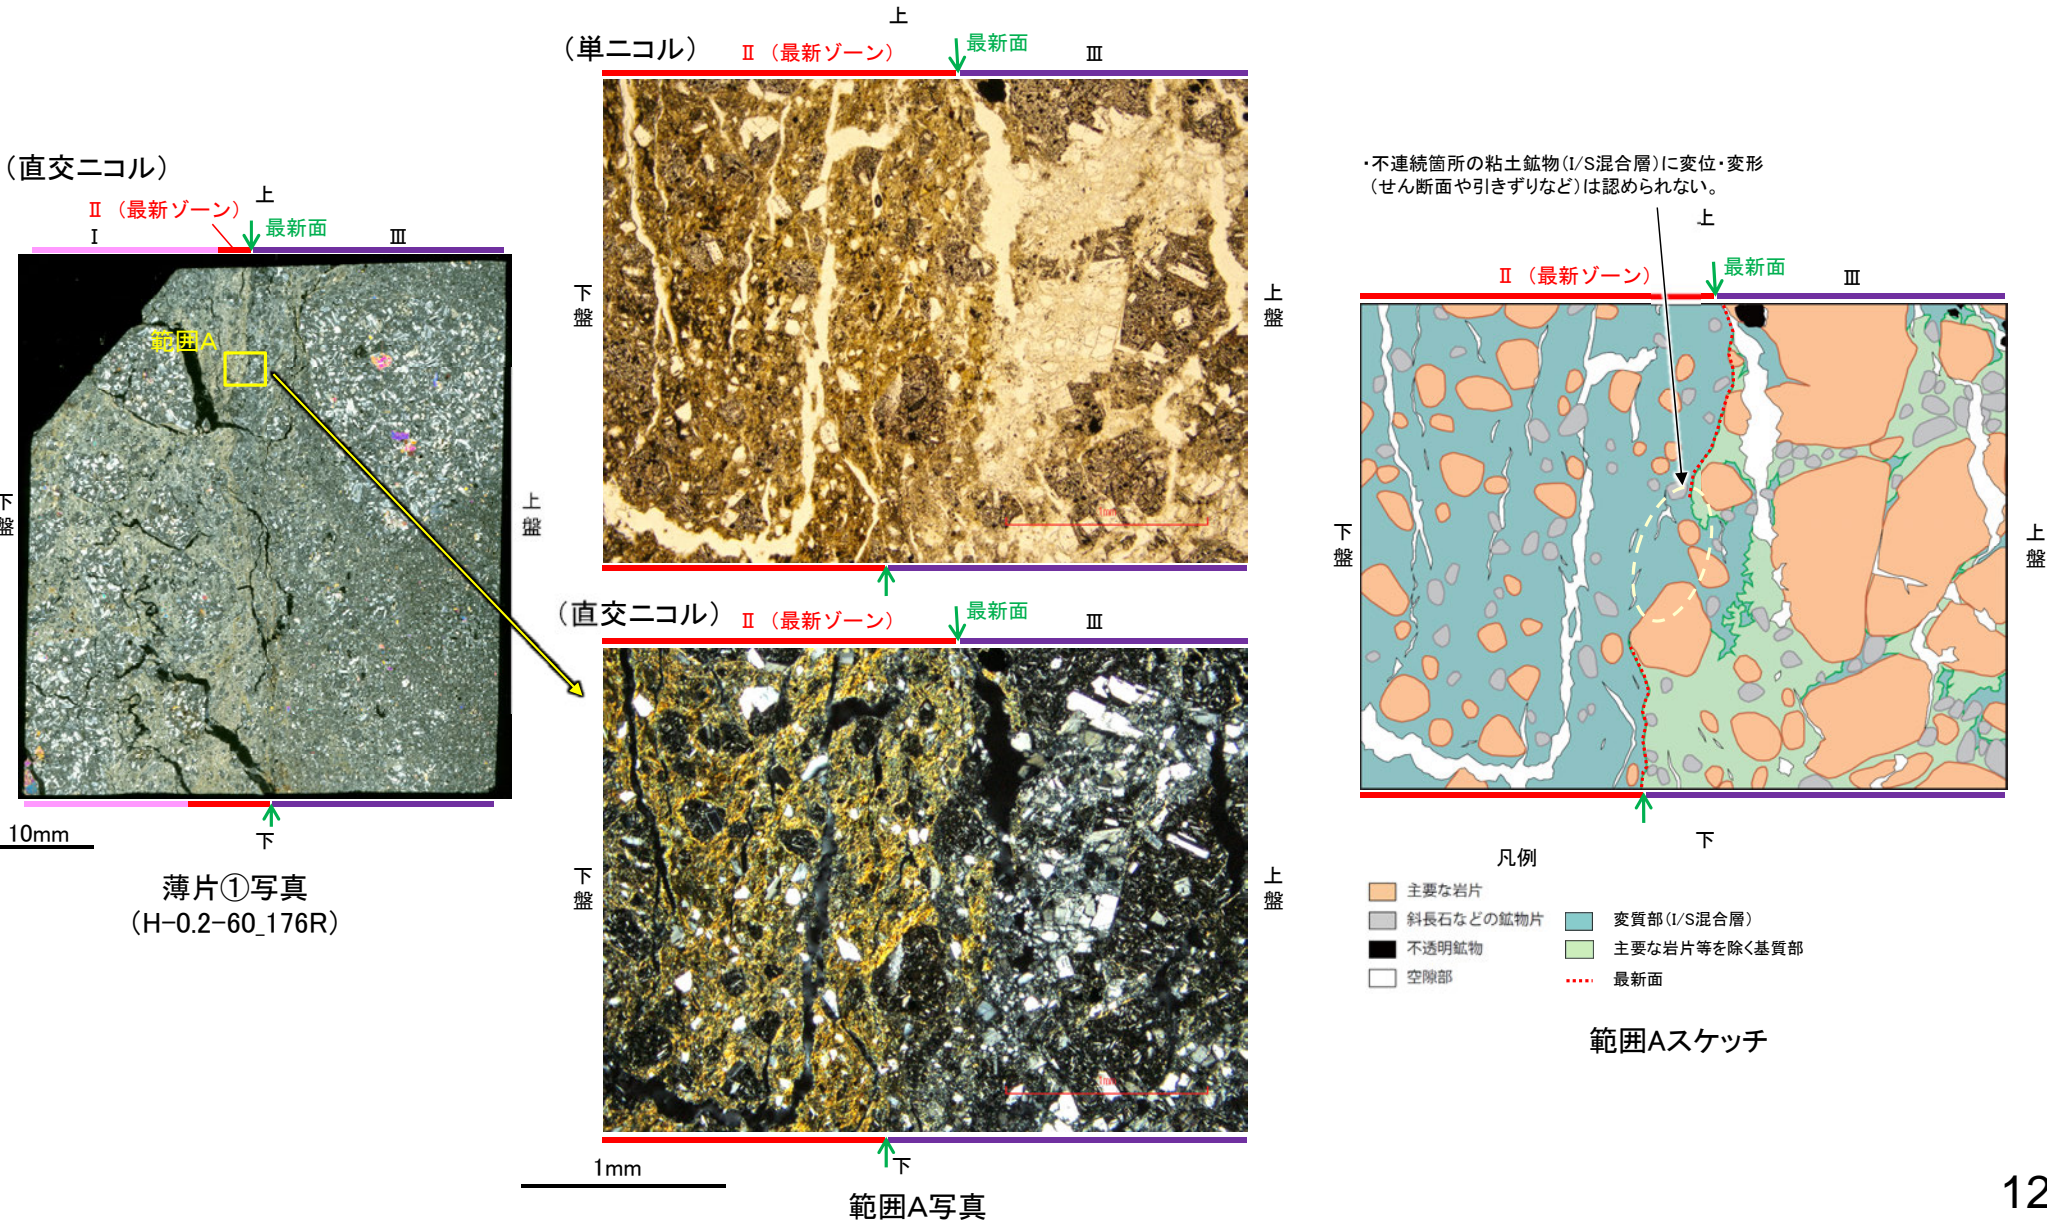 (直交ニコル)
上
Ⅱ (最新ゾーン)
最新面
Ⅰ
Ⅲ
範囲A
下盤
上盤
10mm
下
薄片①写真
(H-0.2-60_176R)
上
(単ニコル)
Ⅱ (最新ゾーン)
最新面
Ⅲ
下盤
上盤
1mm
(直交ニコル)
Ⅱ (最新ゾーン)
最新面
Ⅲ
下盤
上盤
1mm
下
1mm
範囲A写真
・不連続箇所の粘土鉱物(I/S混合層)に変位・変形
(せん断面や引きずりなど)は認められない。
上
Ⅱ (最新ゾーン)
最新面
Ⅲ
下盤
上盤
下
凡例
主要な岩片
斜長石などの鉱物片
不透明鉱物
空隙部
変質部(I/S混合層)
主要な岩片等を除く基質部
最新面
範囲Aスケッチ
12